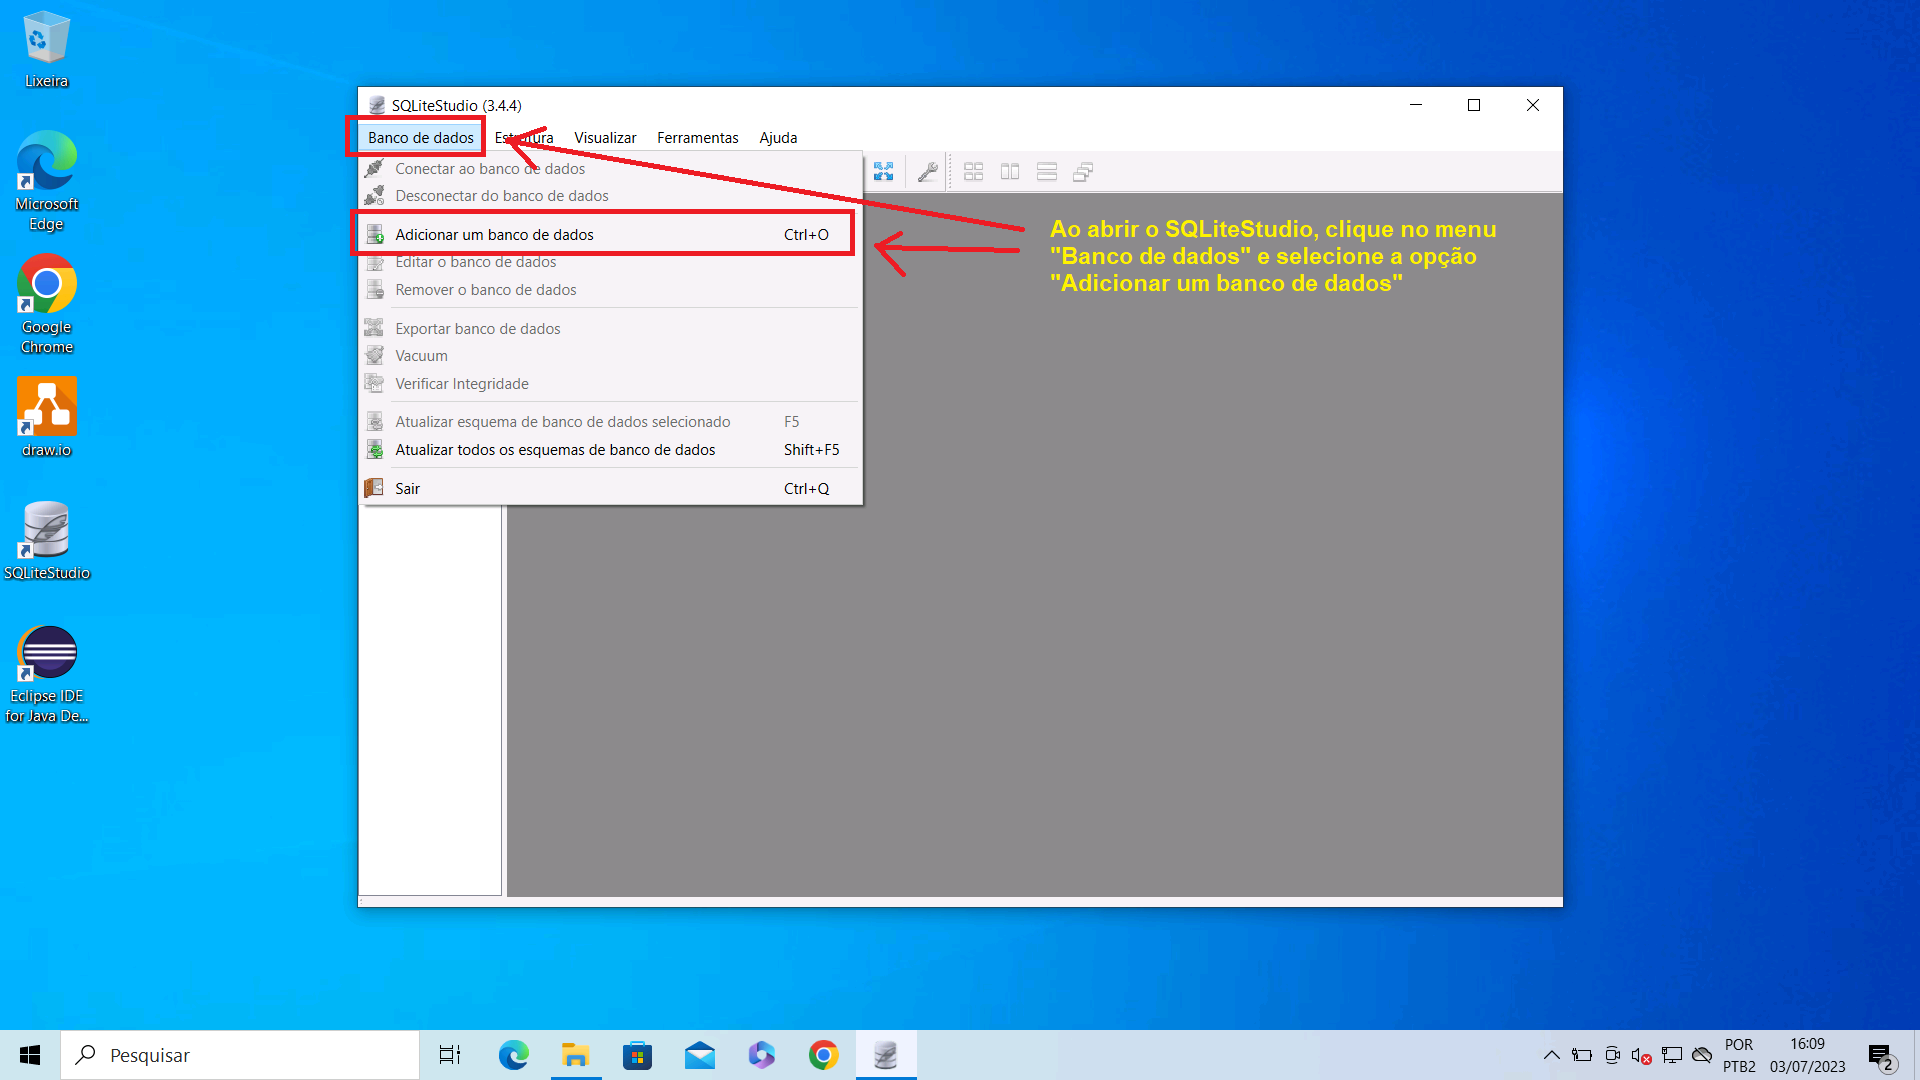 Lixeira
Microsoft
Edge
Google
Chrome
draw.io
SQLiteStudio
Eclipse IDE
for Java De...
SQLiteStudio (3.4.4)
Banco de dados Estrutura Visualizar Ferramentas Ajuda
Conectar ao banco de dados
Desconectar do banco de dados
Adicionar um banco de dados Ctrl+O
Editar o banco de dados
Remover o banco de dados
Exportar banco de dados
Vacuum
Verificar Integridade
Atualizar esquema de banco de dados selecionado F5
Atualizar todos os esquemas de banco de dados Shift+F5
Sair Ctrl+Q
Ao abrir o SQLiteStudio, clique no menu
"Banco de dados" e selecione a opção
"Adicionar um banco de dados"
Pesquisar
POR
PTB2
16:09
03/07/2023
2